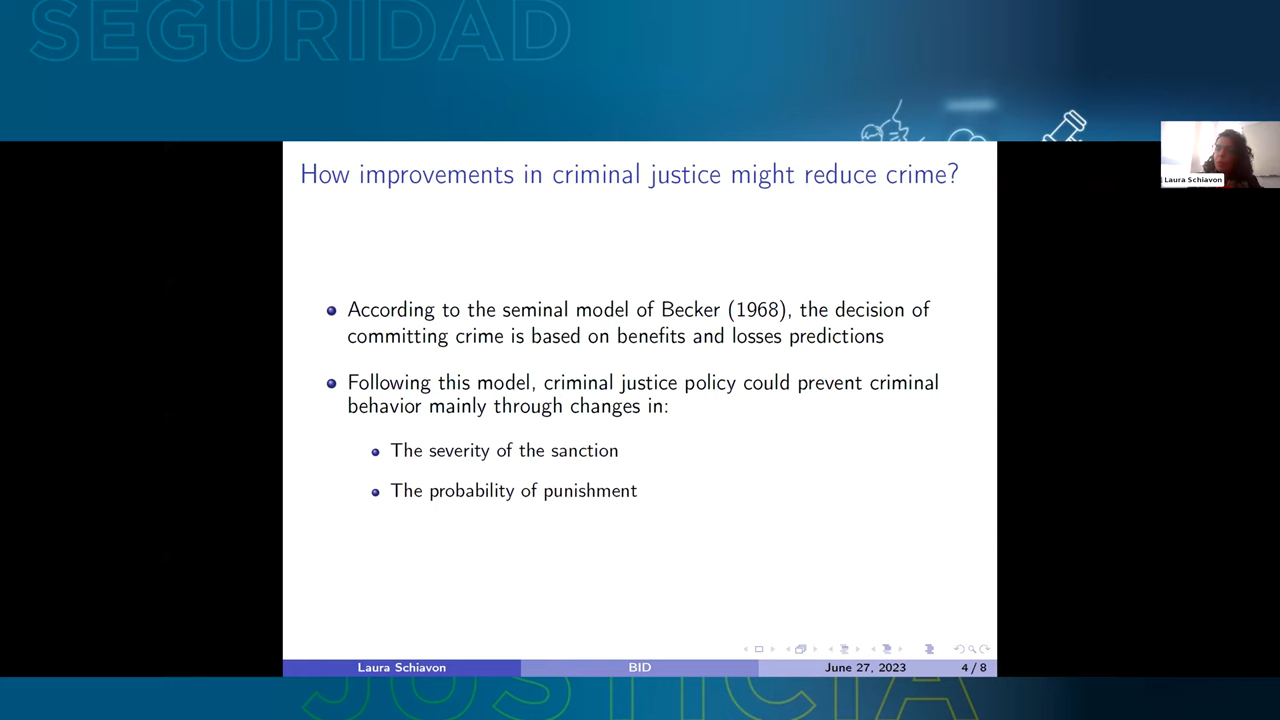 SEGURIDAD
How improvements in criminal justice might reduce crime?
Laura Schiavon
According to the seminal model of Becker (1968), the decision of
committing crime is based on benefits and losses predictions
Following this model, criminal justice policy could prevent criminal
behavior mainly through changes in:
The severity of the sanction
The probability of punishment
Laura Schiavon BID June 27, 2023 4 / 8
JUSTICIA